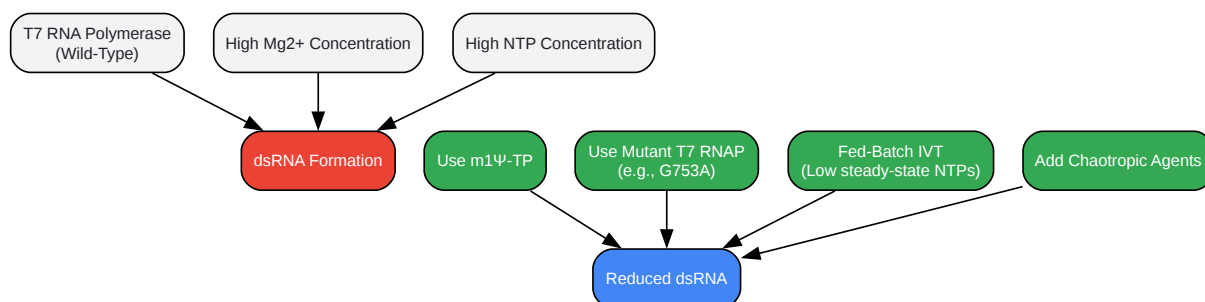 T7 RNA Polymerase
(Wild-Type)
High Mg2+ Concentration
High NTP Concentration
dsRNA Formation
Use m1Ψ-TP
Use Mutant T7 RNAP
(e.g., G753A)
Fed-Batch IVT
(Low steady-state NTPs)
Add Chaotropic Agents
Reduced dsRNA